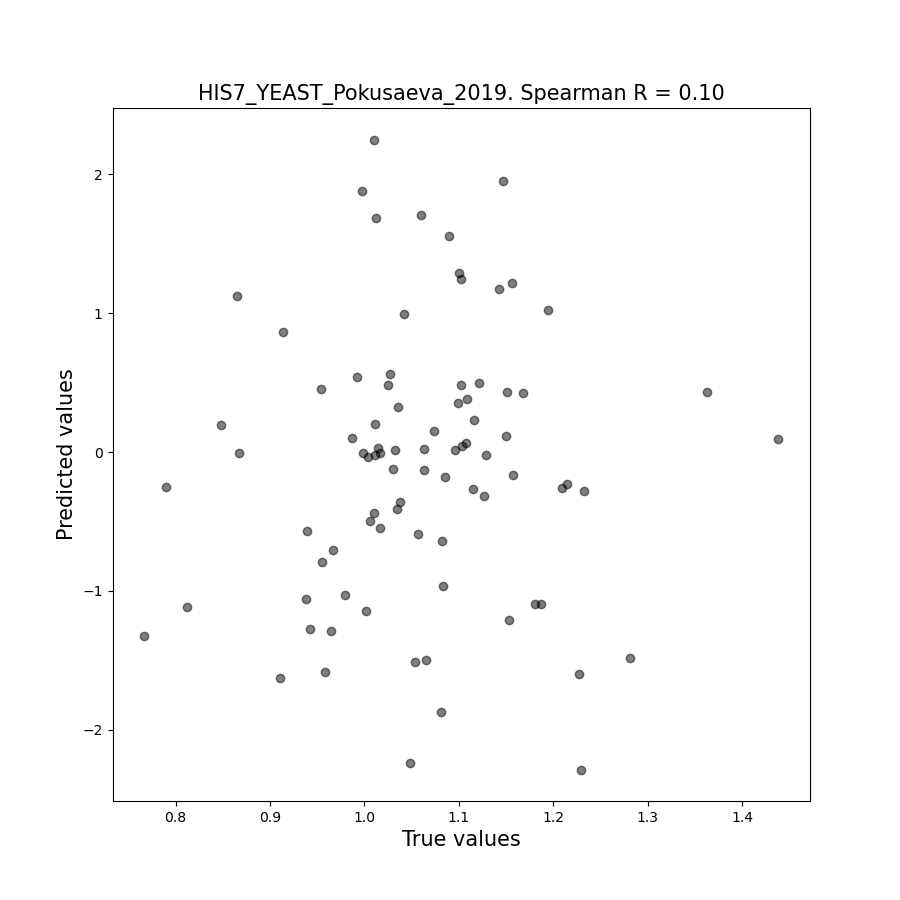 HIS7_YEAST_Pokusaeva_2019. Spearman R = 0.10
2
1
0
−1
−2
Predicted values
0.8 0.9 1.0 1.1 1.2 1.3 1.4
True values